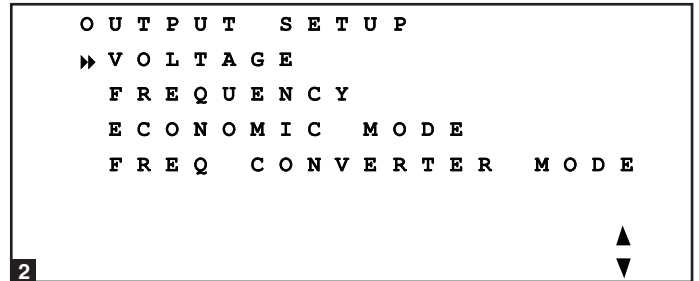 OUTPUT SETUP
VOLTAGE
FREQUENCY
ECONOMIC MODE
FREQ CONVERTER MODE
2